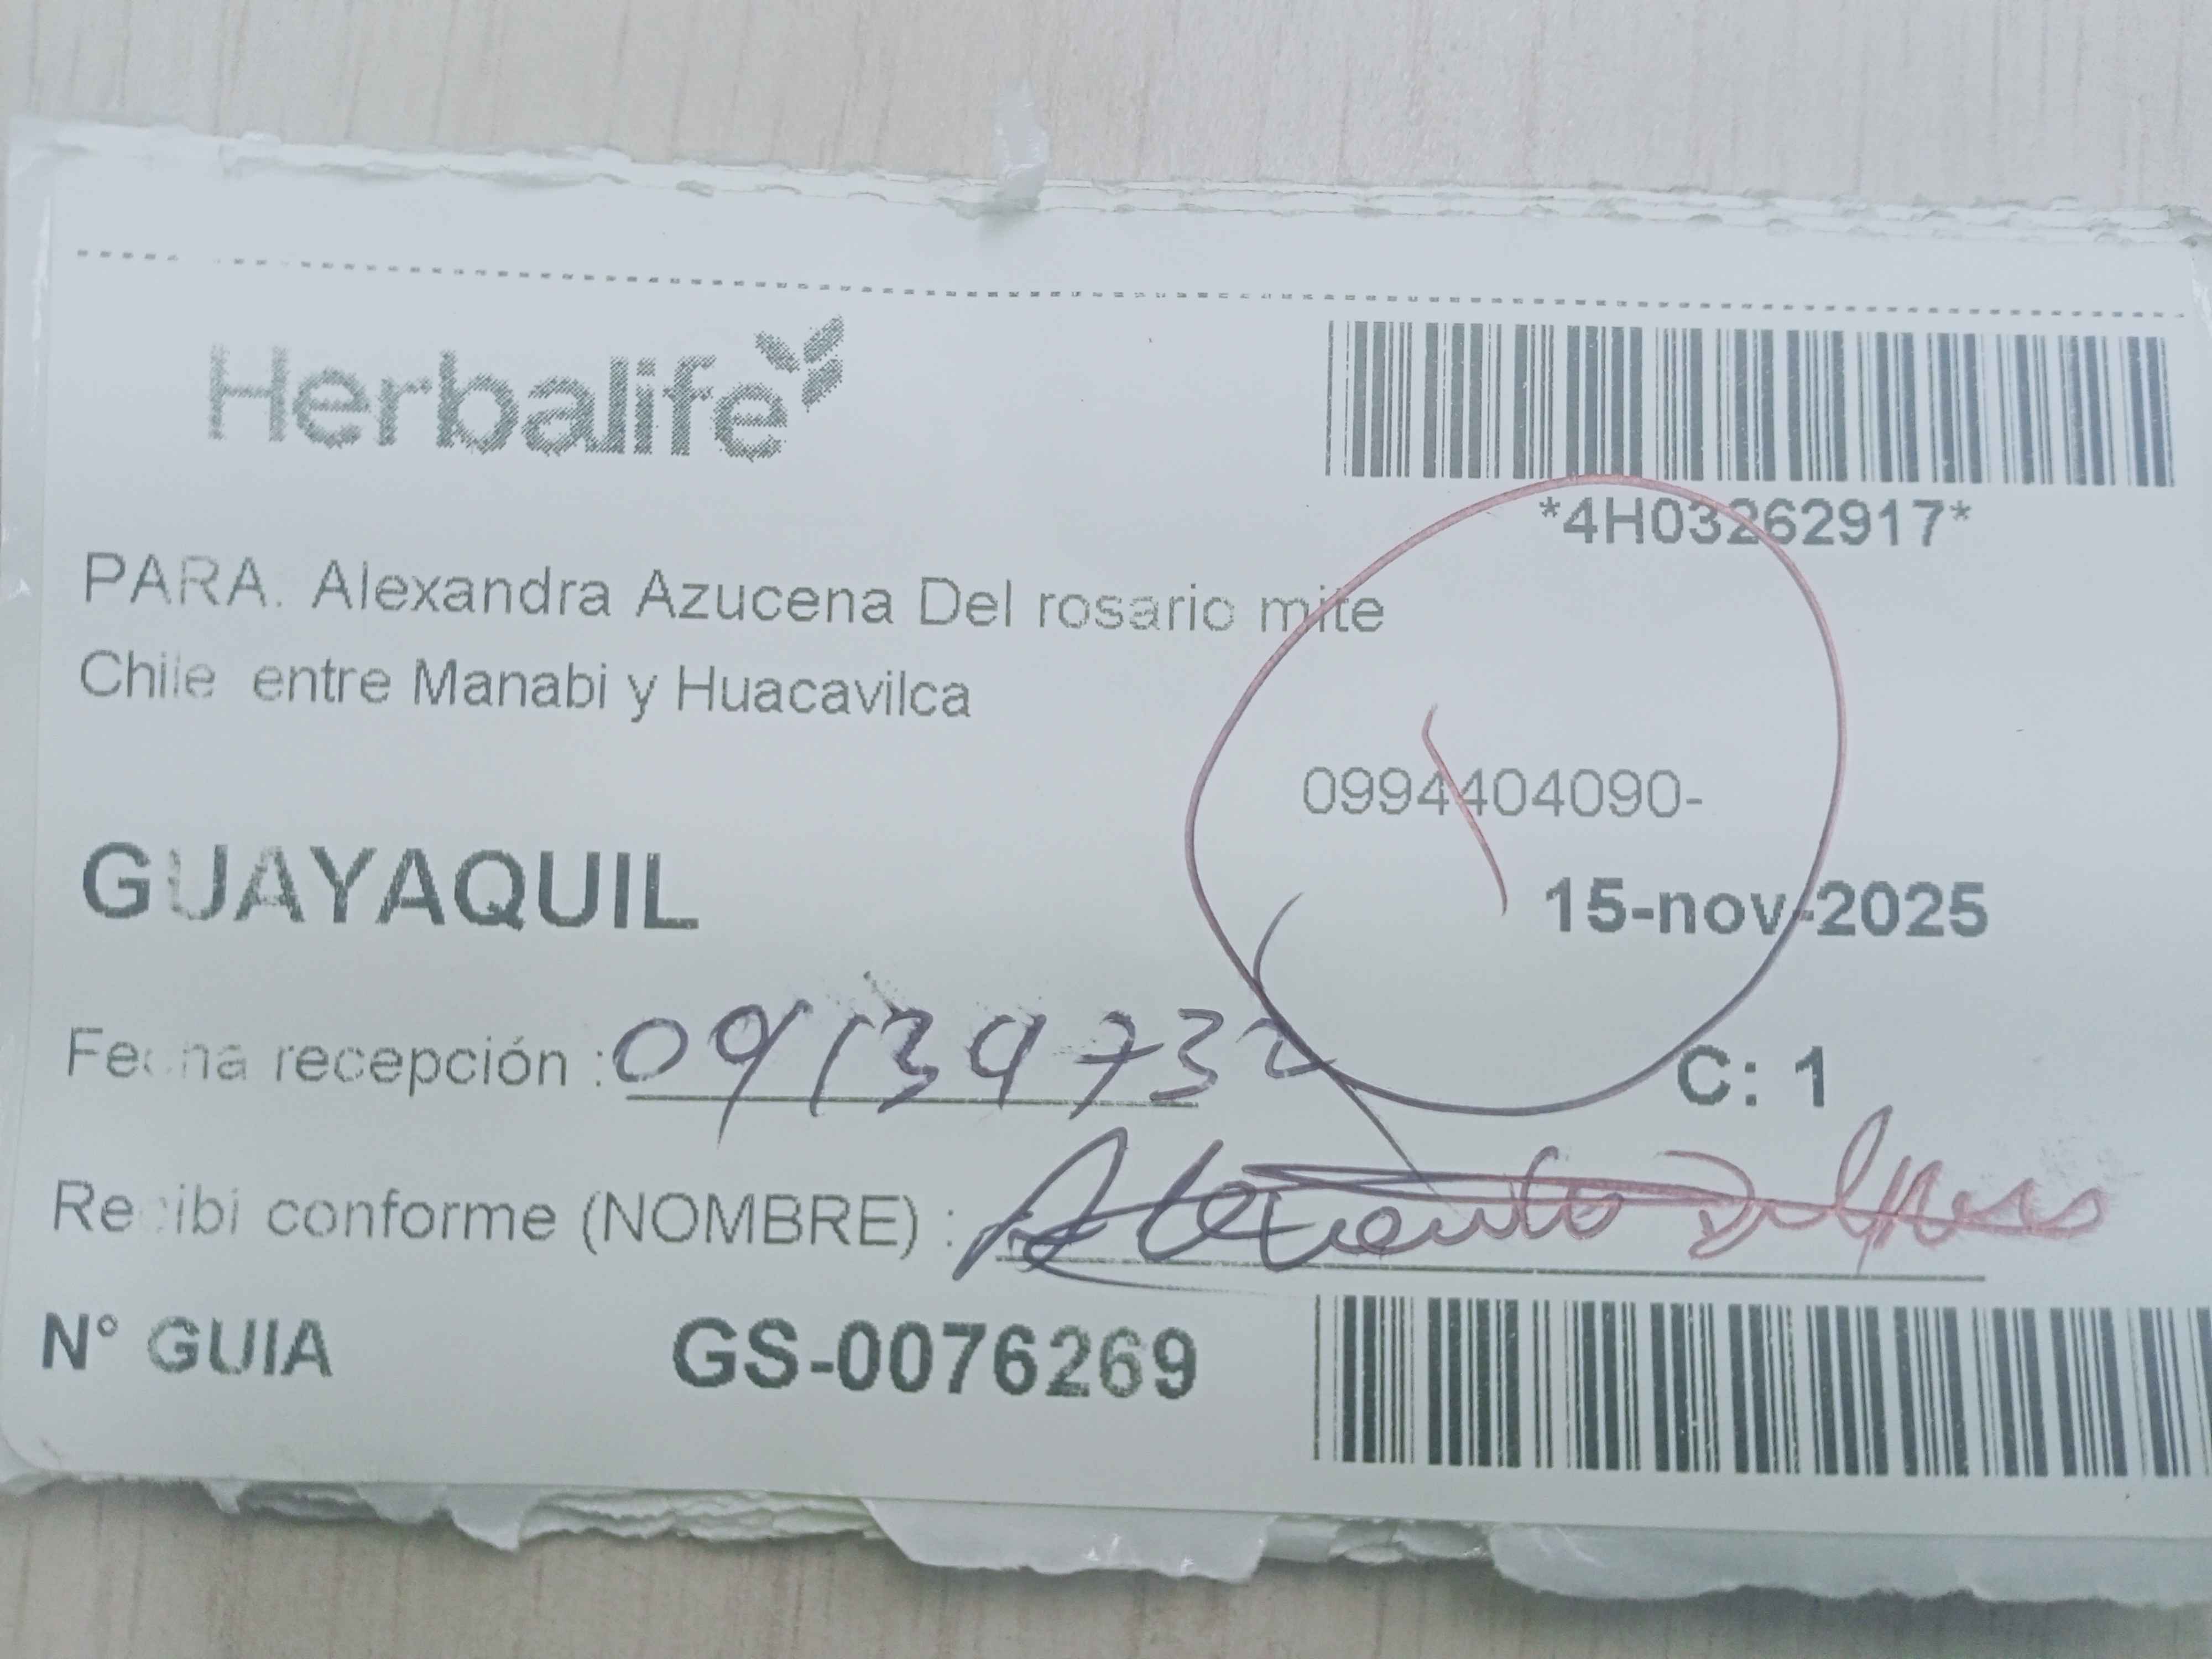 Herbalife
*4H03262917*
PARA. Alexandra Azucena Del rosario mite
Chile entre Manabi y Huacavilca
0994404090-
GUAYAQUIL
15-nov-2025
Fecha recepción : 09139732
C: 1
Recibi conforme (NOMBRE) :
N° GUIA GS-0076269